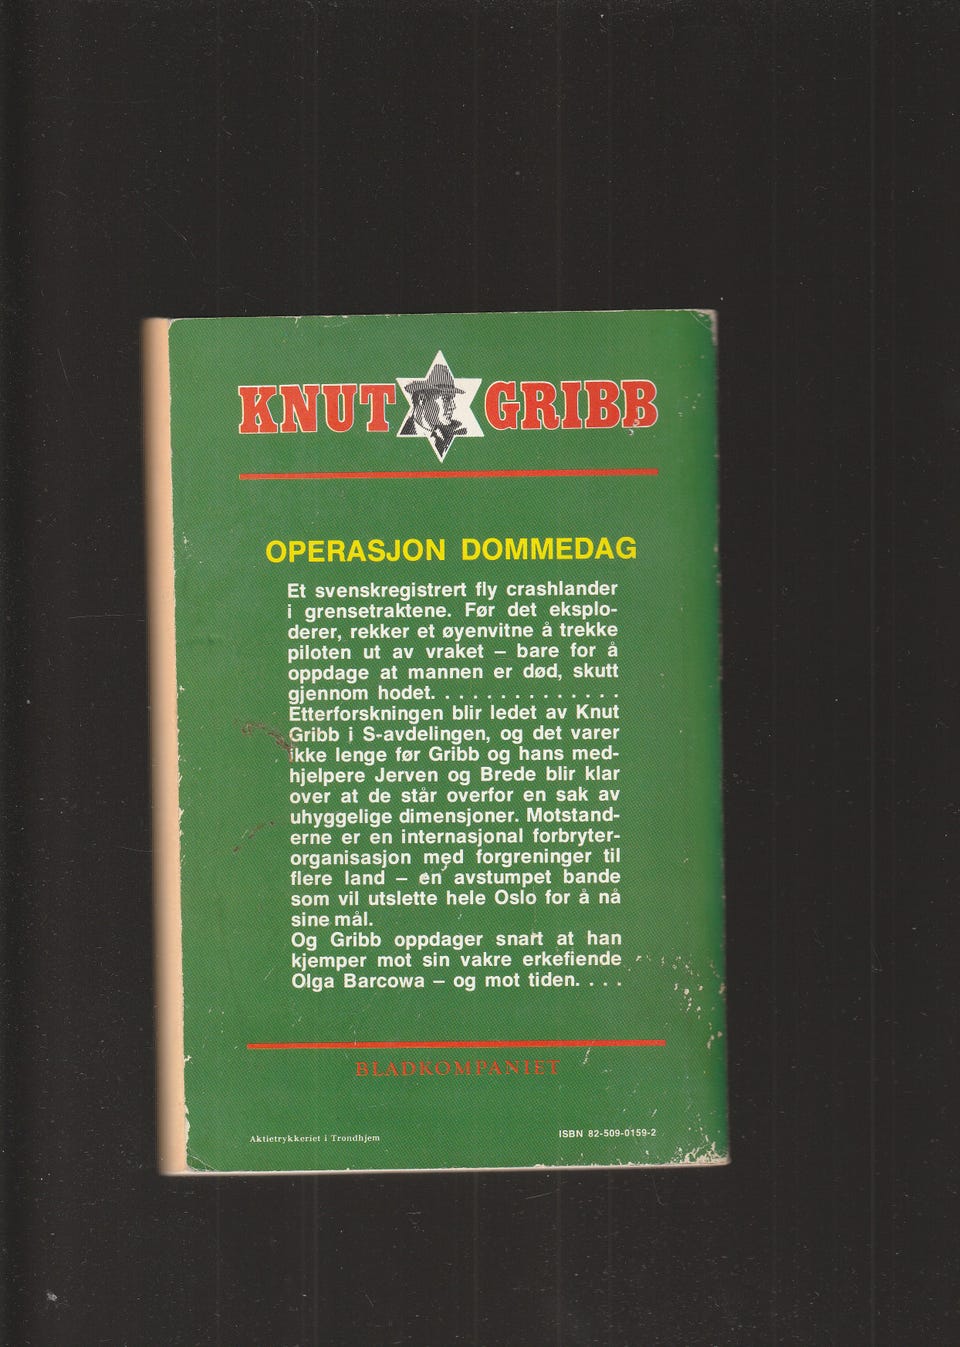 KNUT GRIBB
OPERASJON DOMMEDAG
Et svenskregistrert fly crashlander
i grensetraktene. Før det eksplo-
derer, rekker et øyenvitne å trekke
piloten ut av vraket – bare for å
oppdage at mannen er død, skutt
gjennom hodet. . . . . . . . . . . . . .
Etterforskningen blir ledet av Knut
Gribb i S-avdelingen, og det varer
ikke lenge før Gribb og hans med-
hjelpere Jerven og Brede blir klar
over at de står overfor en sak av
uhyggelige dimensjoner. Motstand-
erne er en internasjonal forbryter-
organisasjon med forgreninger til
flere land – en avstumpet bande
som vil utslette hele Oslo for å nå
sine mål.
Og Gribb oppdager snart at han
kjemper mot sin vakre erkefiende
Olga Barcowa – og mot tiden. . . .
BLADKOMPANIET
Aktietrykkeriet i Trondhjem
ISBN 82-509-0159-2